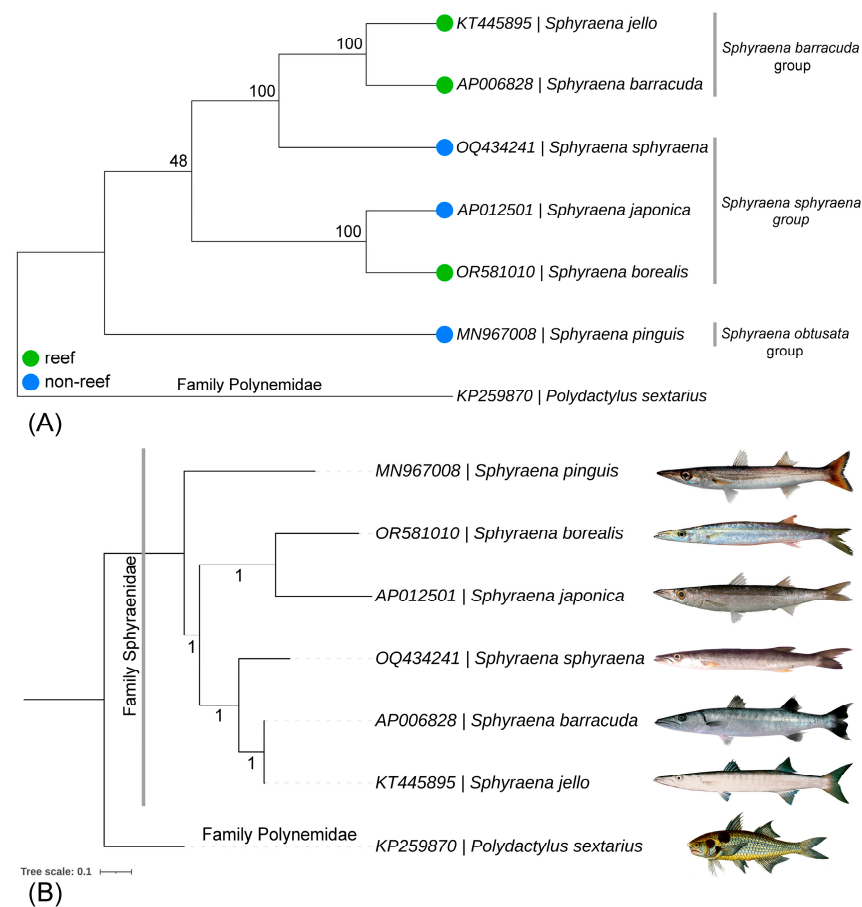 KT445895 | Sphyraena jello
100
Sphyraena barracuda
group
100
AP006828 | Sphyraena barracuda
48
OQ434241 | Sphyraena sphyraena
AP012501 | Sphyraena japonica
Sphyraena sphyraena
group
100
OR581010 | Sphyraena borealis
MN967008 | Sphyraena pinguis
Sphyraena obtusata
group
reef
non-reef
Family Polynemidae
KP259870 | Polydactylus sextarius
(A)
MN967008 | Sphyraena pinguis
OR581010 | Sphyraena borealis
1
AP012501 | Sphyraena japonica
Family Sphyraenidae
1
OQ434241 | Sphyraena sphyraena
1
AP006828 | Sphyraena barracuda
1
KT445895 | Sphyraena jello
Family Polynemidae
KP259870 | Polydactylus sextarius
Tree scale: 0.1
(B)